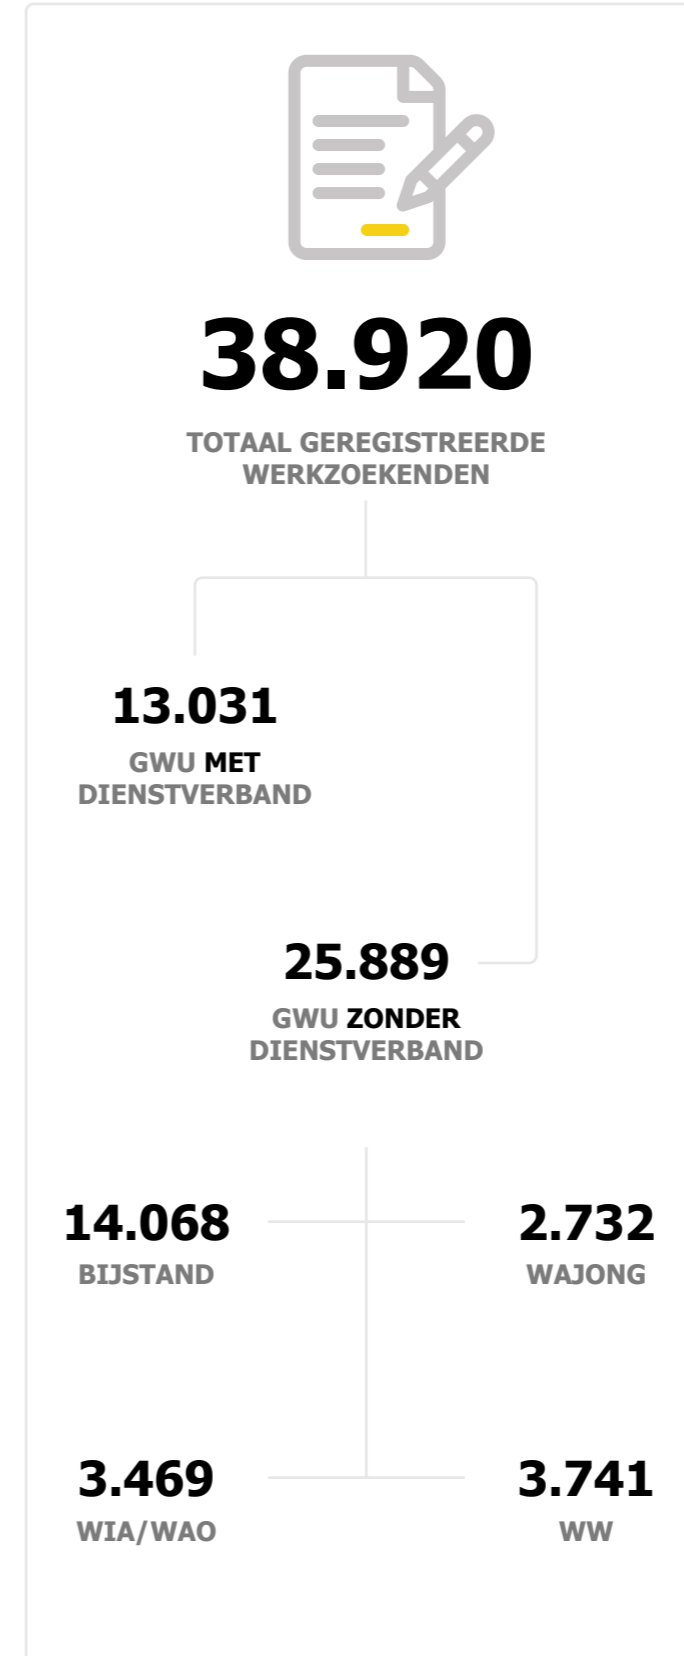 38.920
TOTAAL GEREGISTREERDE
WERKZOEKENDEN
13.031
GWU MET
DIENSTVERBAND
25.889
GWU ZONDER
DIENSTVERBAND
14.068
BIJSTAND
2.732
WAJONG
3.469
WIA/WAO
3.741
WW